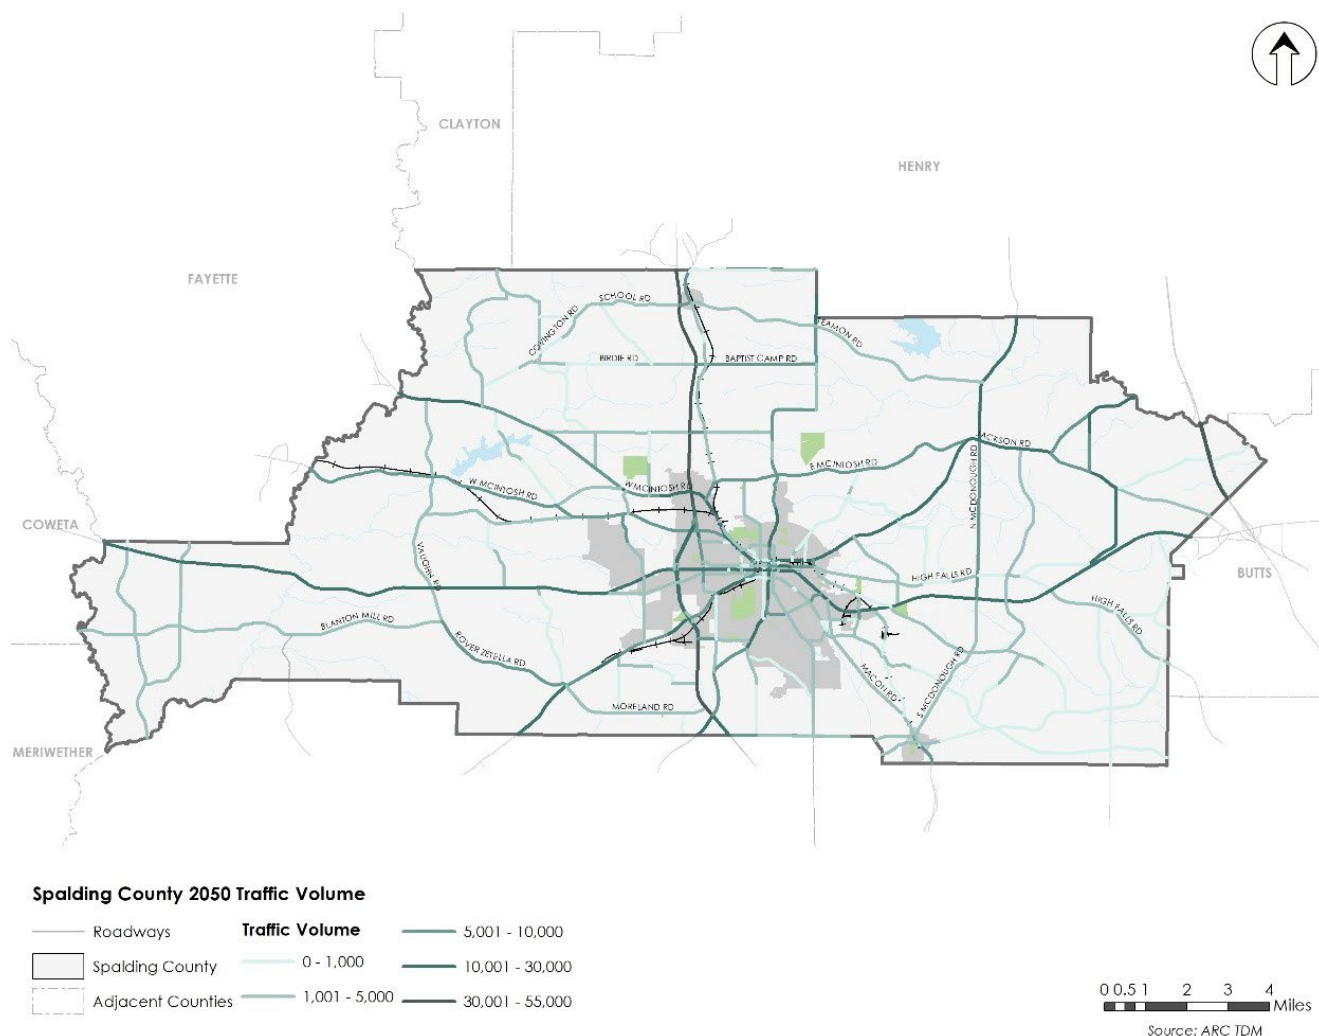 CLAYTON
HENRY
FAYETTE
SCHOOL RD
COVINGTON RD
TEAMON RD
BIRDIE RD
BAPTIST CAMP RD
JACKSON RD
E MCINTOSH RD
W MCINTOSH RD
W MCINTOSH RD
N MCDONOUGH RD
COWETA
VAUGHN RD
HIGH FALLS RD
BUTTS
HIGH FALLS RD
BLANTON MILL RD
ROVER ZETELLA RD
MACON RD
S MCDONOUGH RD
MORELAND RD
MERIWETHER
Spalding County 2050 Traffic Volume
Roadways
Spalding County
Adjacent Counties
Traffic Volume
0 - 1,000
1,001 - 5,000
5,001 - 10,000
10,001 - 30,000
30,001 - 55,000
0 0.5 1 2 3 4
Miles
Source: ARC TDM